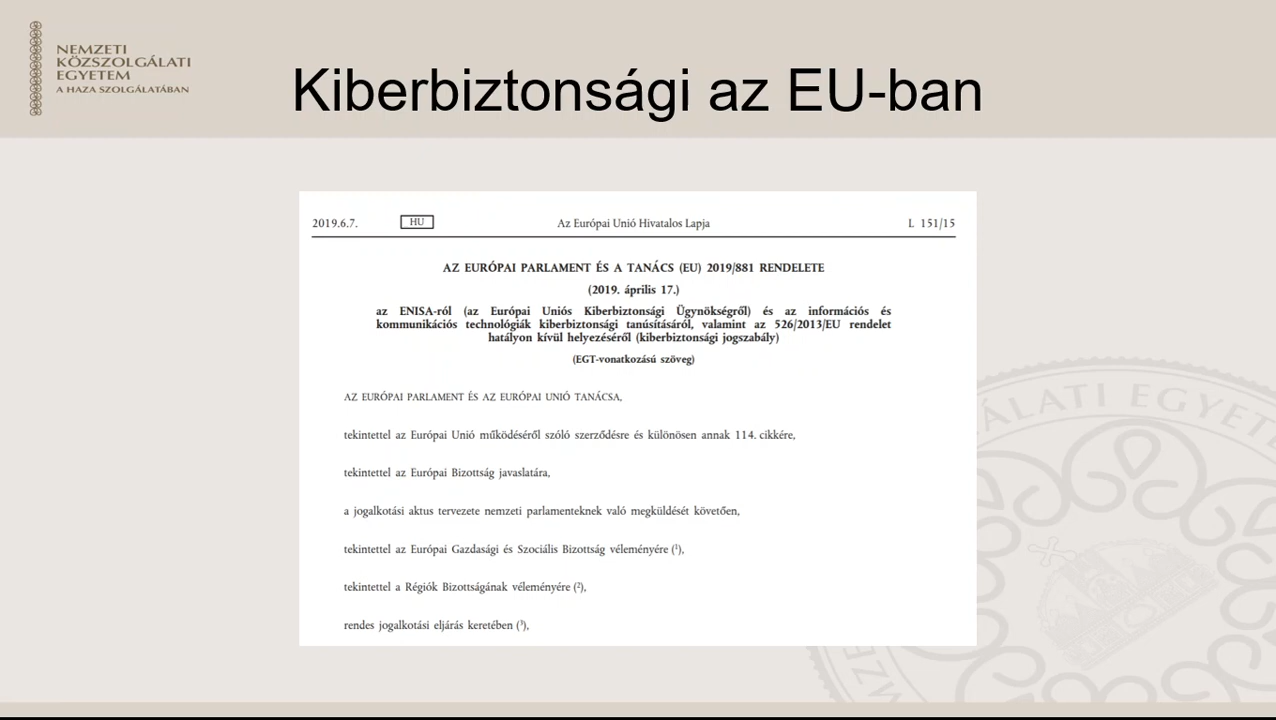 NEMZETI
KÖZSZOLGÁLATI
EGYETEM
A HAZA SZOLGÁLATÁBAN
Kiberbiztonsági az EU-ban
2019.6.7. HU Az Európai Unió Hivatalos Lapja L 151/15
AZ EURÓPAI PARLAMENT ÉS A TANÁCS (EU) 2019/881 RENDELETE
(2019. április 17.)
az ENISA-ról (az Európai Uniós Kiberbiztonsági Ügynökségről) és az információs és
kommunikációs technológiák kiberbiztonsági tanúsításáról, valamint az 526/2013/EU rendelet
hatályon kívül helyezéséről (kiberbiztonsági jogszabály)
(EGT-vonatkozású szöveg)
AZ EURÓPAI PARLAMENT ÉS AZ EURÓPAI UNIÓ TANÁCSA,
tekintettel az Európai Unió működéséről szóló szerződésre és különösen annak 114. cikkére,
tekintettel az Európai Bizottság javaslatára,
a jogalkotási aktus tervezete nemzeti parlamenteknek való megküldését követően,
tekintettel az Európai Gazdasági és Szociális Bizottság véleményére (¹),
tekintettel a Régiók Bizottságának véleményére (²),
rendes jogalkotási eljárás keretében (³),